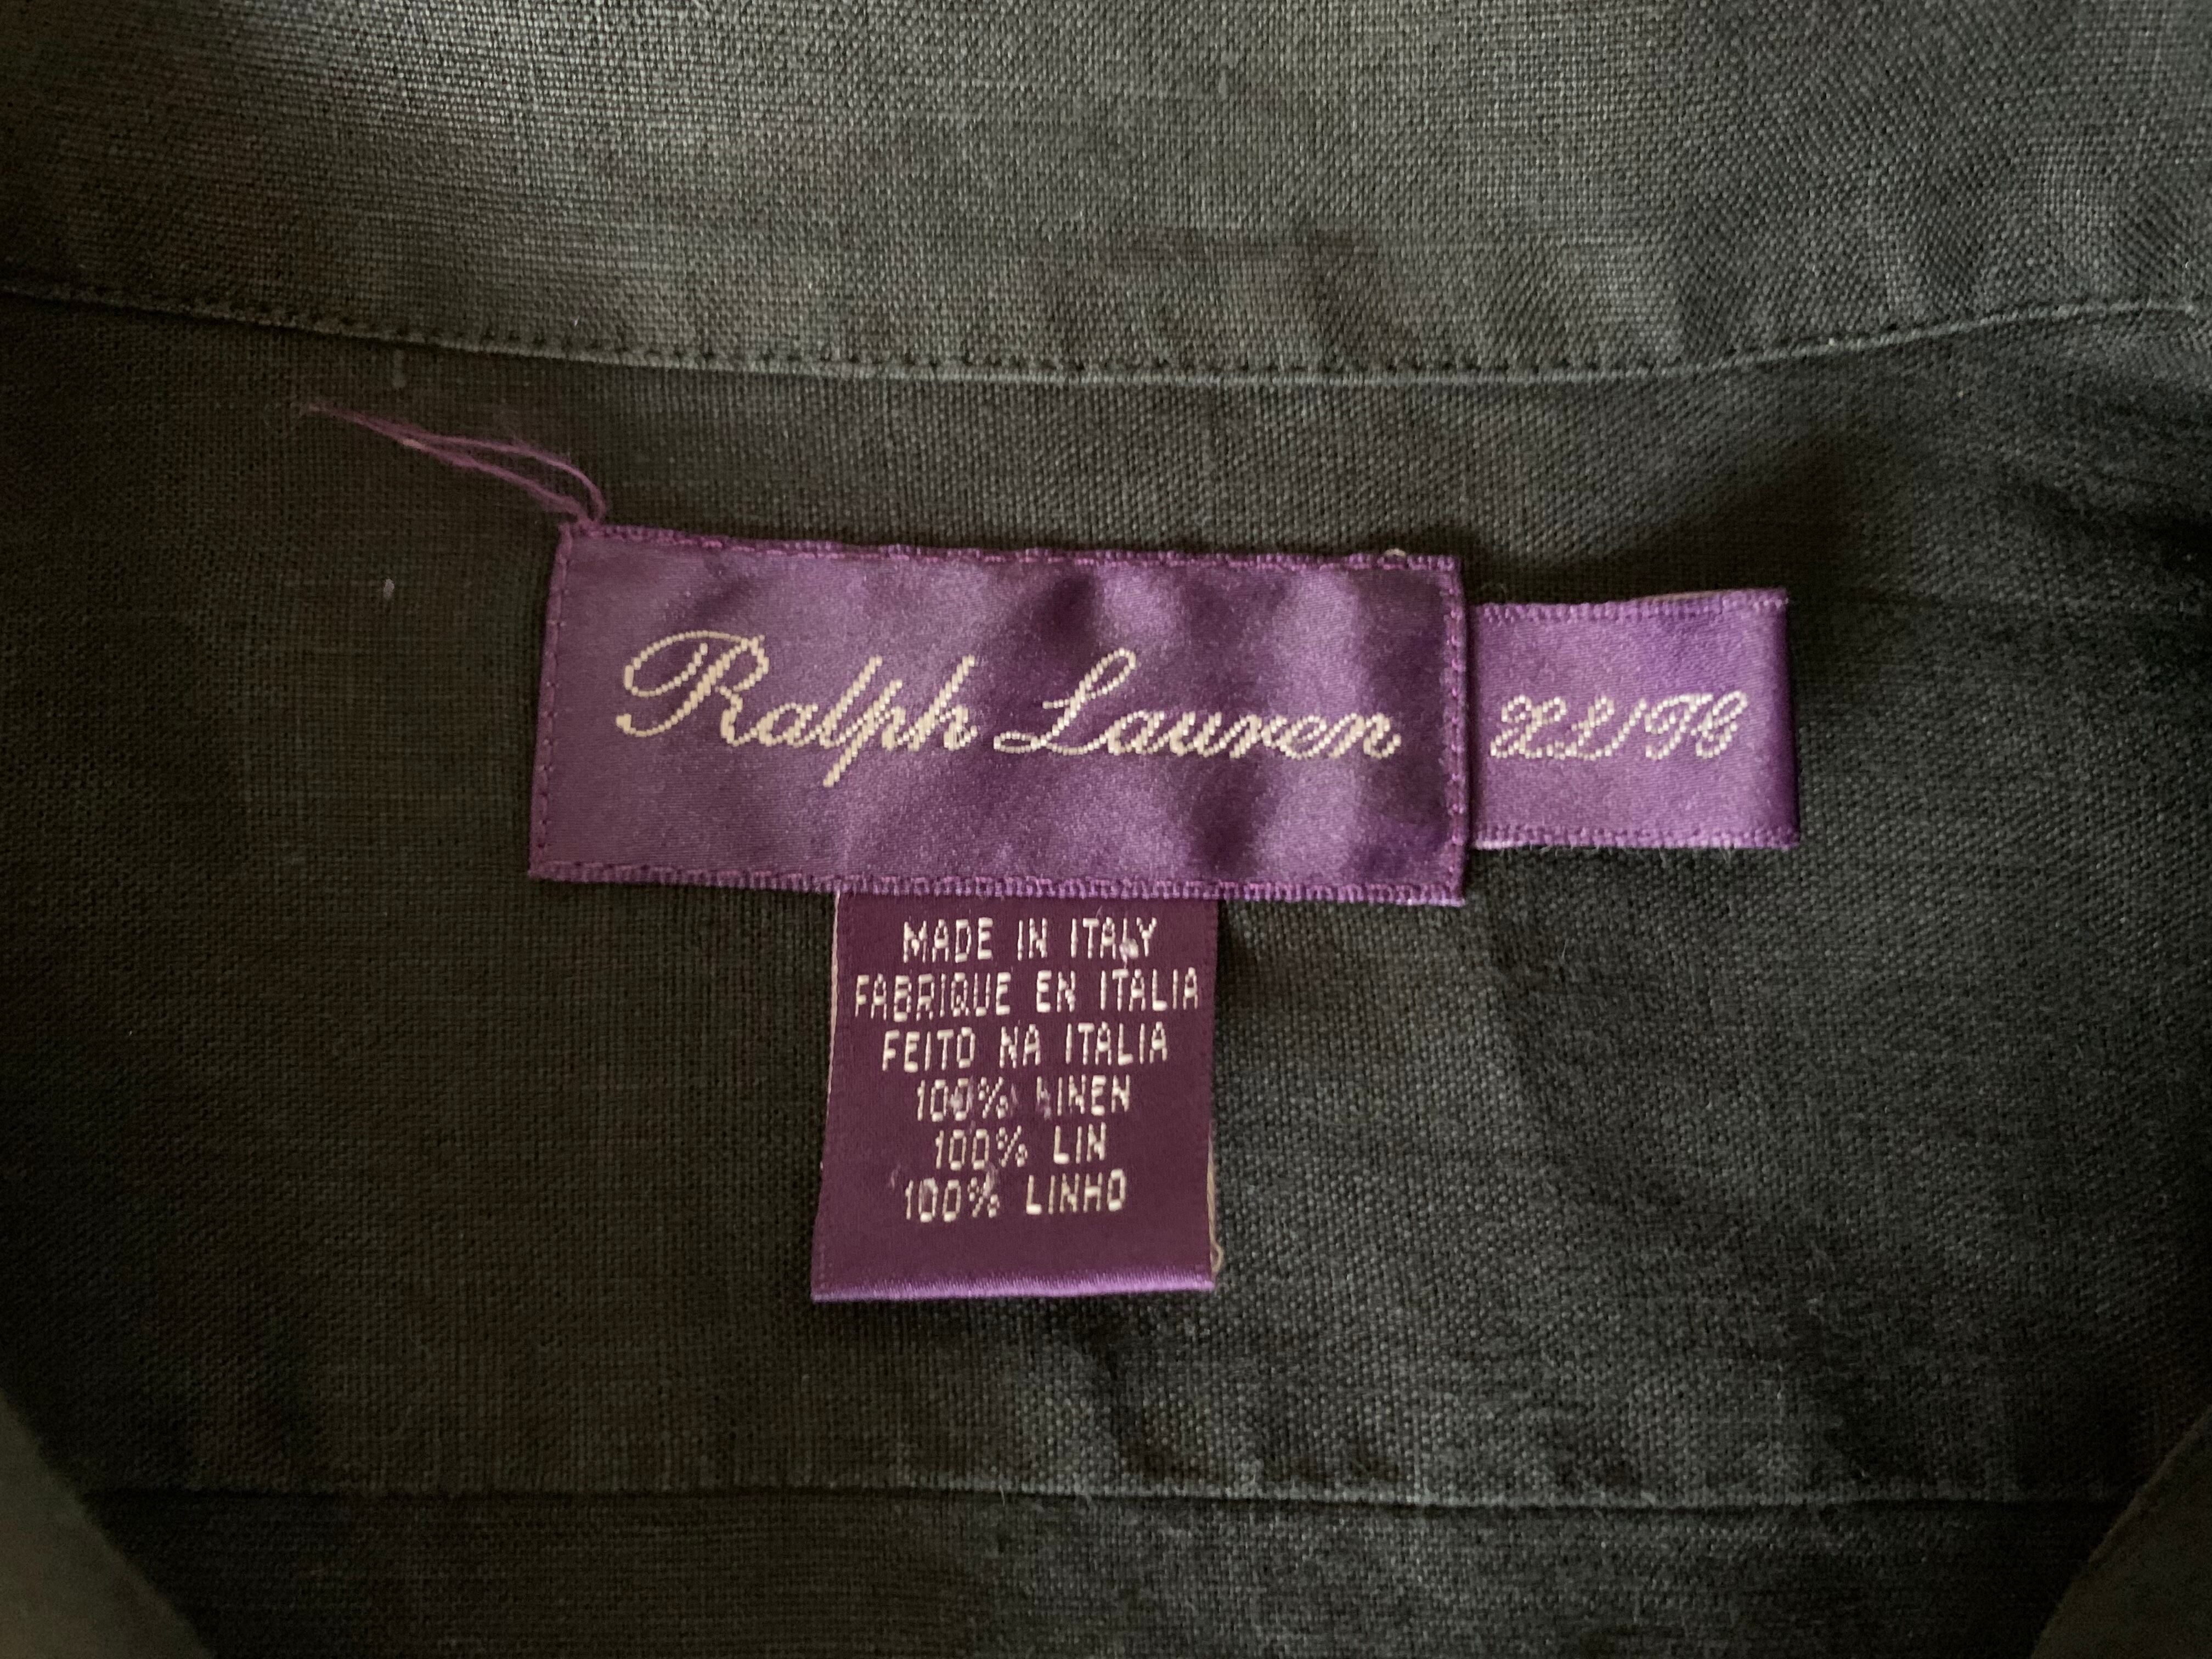 Ralph Lauren
XL/TG
MADE IN ITALY
FABRIQUE EN ITALIA
FEITO NA ITALIA
100% LINEN
100% LIN
100% LINHO